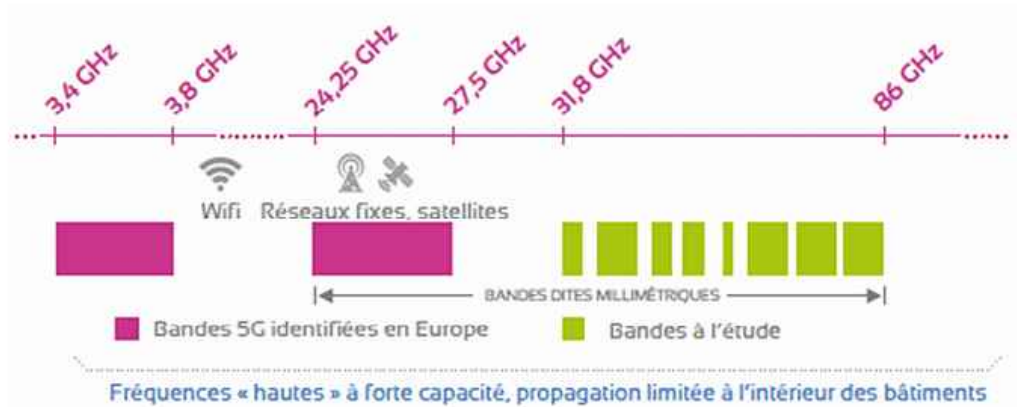 3,4 GHz 3,8 GHz 24,25 GHz 27,5 GHz 31,8 GHz 86 GHz
Wifi Réseaux fixes, satellites
BANDES DITES MILLIMÉTRIQUES
Bandes 5G identifiées en Europe Bandes à l'étude
Fréquences « hautes » à forte capacité, propagation limitée à l'intérieur des bâtiments